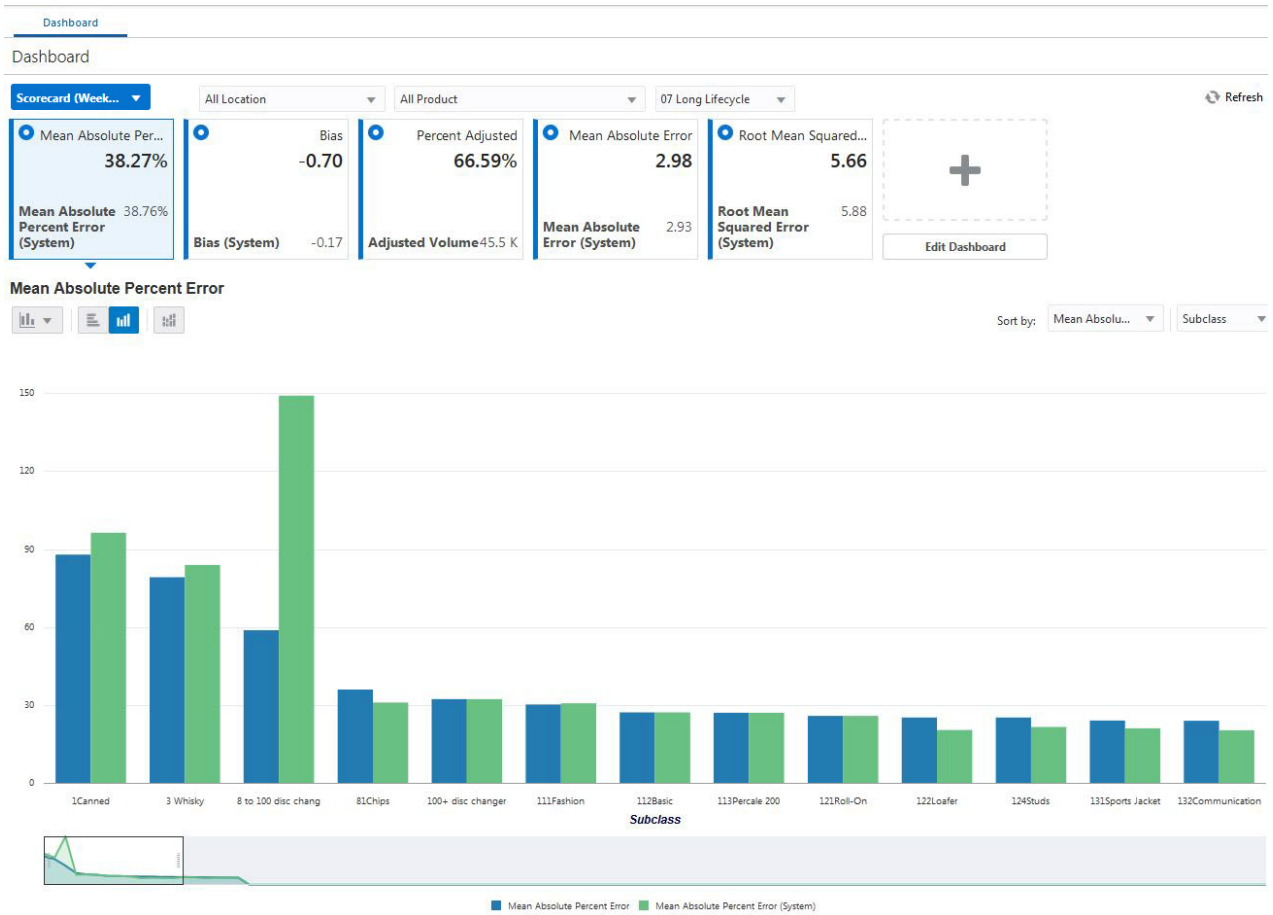 Dashboard
Dashboard
Scorecard (Week...
All Location
All Product
07 Long Lifecycle
Refresh
Mean Absolute Per...
38.27%
Mean Absolute Percent Error (System) 38.76%
Bias
-0.70
Bias (System) -0.17
Percent Adjusted
66.59%
Adjusted Volume 45.5 K
Mean Absolute Error
2.98
Mean Absolute Error (System) 2.93
Root Mean Squared...
5.66
Root Mean Squared Error (System) 5.88
Edit Dashboard
Mean Absolute Percent Error
Sort by: Mean Absolu... Subclass
150
120
90
60
30
0
1Canned 3 Whisky 8 to 100 disc chang 81Chips 100+ disc changer 111Fashion 112Basic 113Percale 200 121Roll-On 122Loafer 124Studs 131Sports Jacket 132Communication
Subclass
Mean Absolute Percent Error Mean Absolute Percent Error (System)